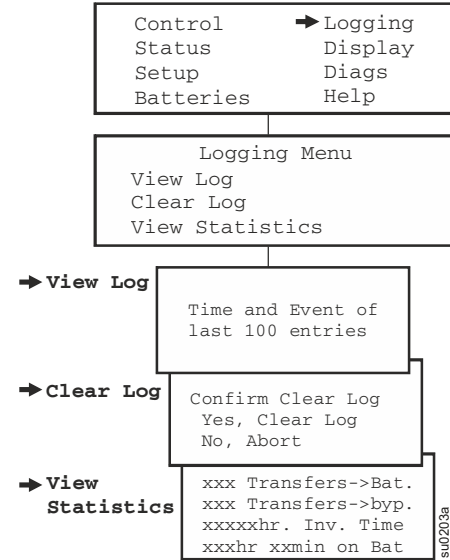 Control → Logging
Status Display
Setup Diags
Batteries Help
Logging Menu
View Log
Clear Log
View Statistics
→ View Log
Time and Event of
last 100 entries
→ Clear Log
Confirm Clear Log
Yes, Clear Log
No, Abort
→ View
Statistics
xxx Transfers->Bat.
xxx Transfers->byp.
xxxxxhr. Inv. Time
xxxhr xxmin on Bat
su0203a